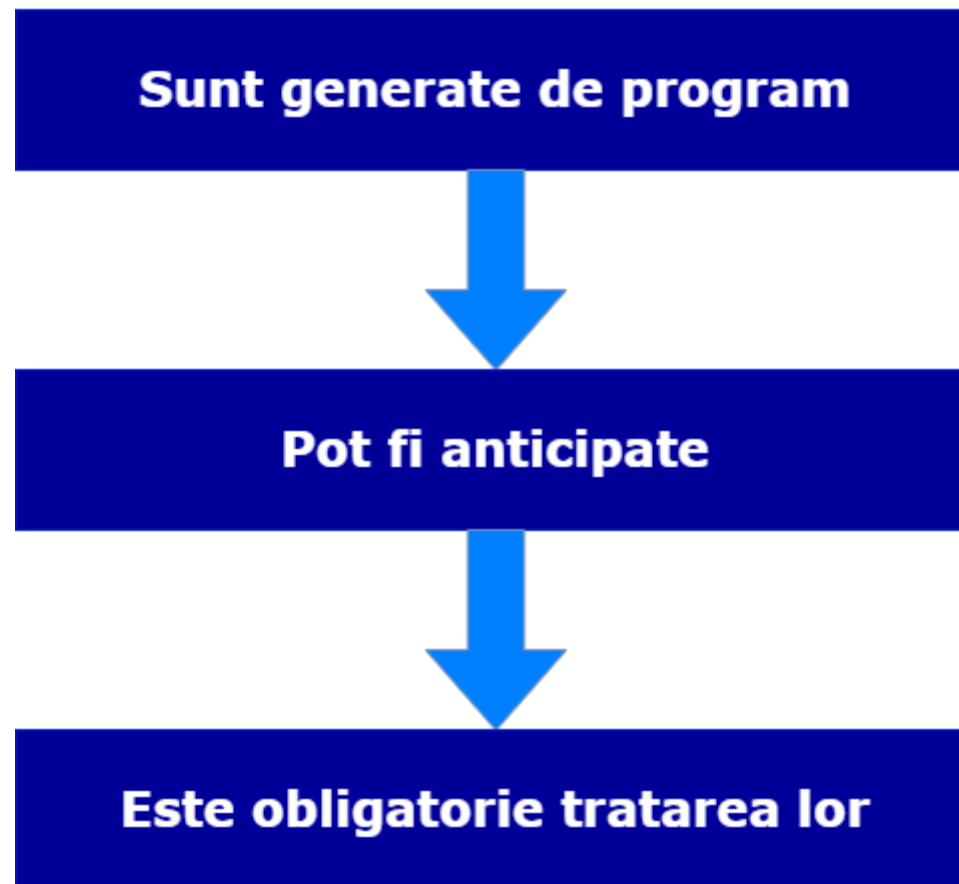 Sunt generate de program
Pot fi anticipate
Este obligatorie tratarea lor